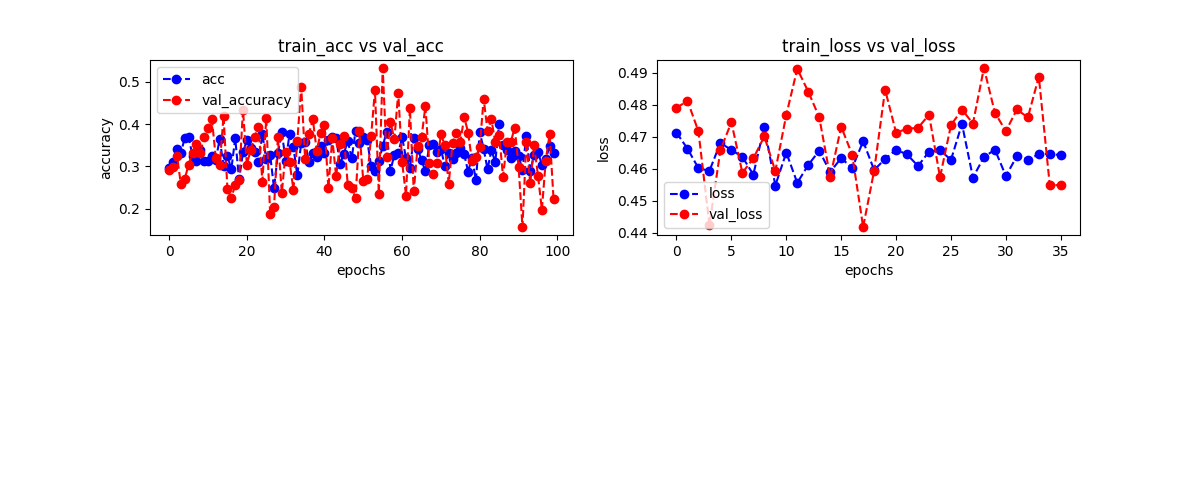 train_acc vs val_acc
acc
val_accuracy
accuracy
0.5
0.4
0.3
0.2
0 20 40 60 80 100
epochs
train_loss vs val_loss
loss
0.49
0.48
0.47
0.46
0.45
0.44
loss
val_loss
0 5 10 15 20 25 30 35
epochs